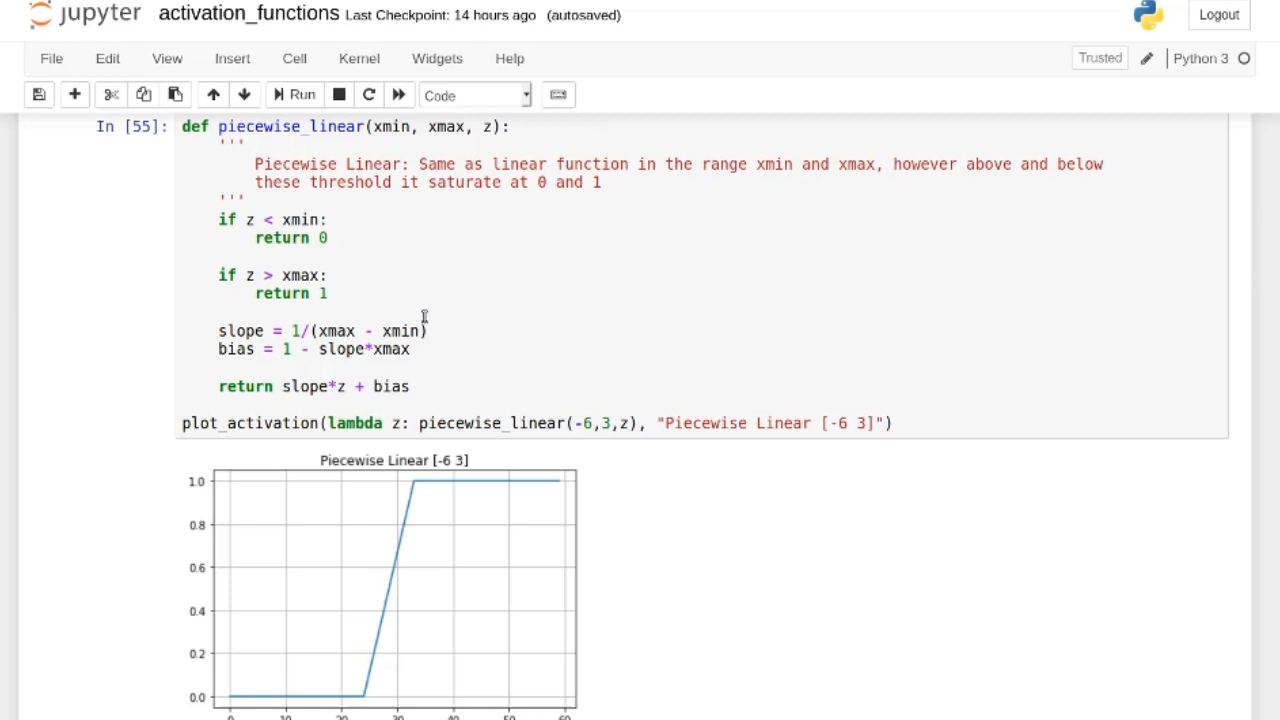 jupyter activation_functions Last Checkpoint: 14 hours ago (autosaved) Logout
File Edit View Insert Cell Kernel Widgets Help Trusted Python 3
Run Code
In [55]: def piecewise_linear(xmin, xmax, z):
'''
Piecewise Linear: Same as linear function in the range xmin and xmax, however above and below
these threshold it saturate at 0 and 1
'''
if z < xmin:
return 0
if z > xmax:
return 1
slope = 1/(xmax - xmin)
bias = 1 - slope*xmax
return slope*z + bias
plot_activation(lambda z: piecewise_linear(-6,3,z), "Piecewise Linear [-6 3]")
Piecewise Linear [-6 3]
1.0
0.8
0.6
0.4
0.2
0.0
0 10 20 30 40 50 60